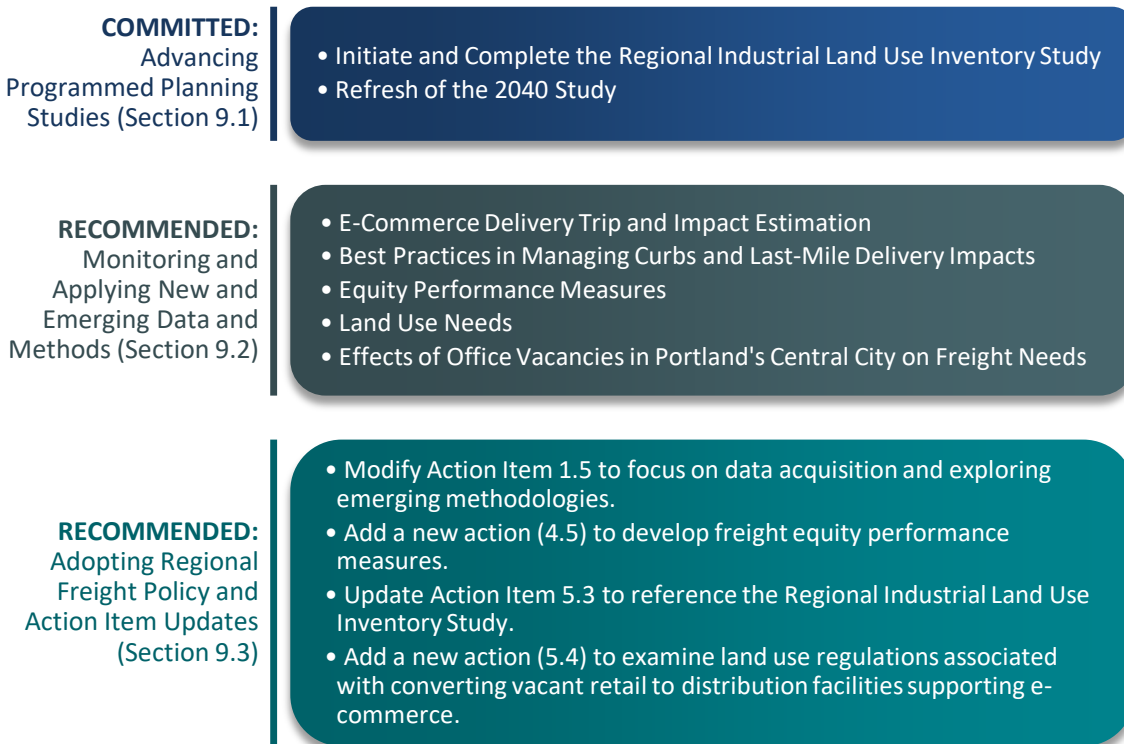 COMMITTED:
Advancing
Programmed Planning
Studies (Section 9.1)
• Initiate and Complete the Regional Industrial Land Use Inventory Study
• Refresh of the 2040 Study
RECOMMENDED:
Monitoring and
Applying New and
Emerging Data and
Methods (Section 9.2)
• E-Commerce Delivery Trip and Impact Estimation
• Best Practices in Managing Curbs and Last-Mile Delivery Impacts
• Equity Performance Measures
• Land Use Needs
• Effects of Office Vacancies in Portland's Central City on Freight Needs
RECOMMENDED:
Adopting Regional
Freight Policy and
Action Item Updates
(Section 9.3)
• Modify Action Item 1.5 to focus on data acquisition and exploring
emerging methodologies.
• Add a new action (4.5) to develop freight equity performance
measures.
• Update Action Item 5.3 to reference the Regional Industrial Land Use
Inventory Study.
• Add a new action (5.4) to examine land use regulations associated
with converting vacant retail to distribution facilities supporting e-
commerce.